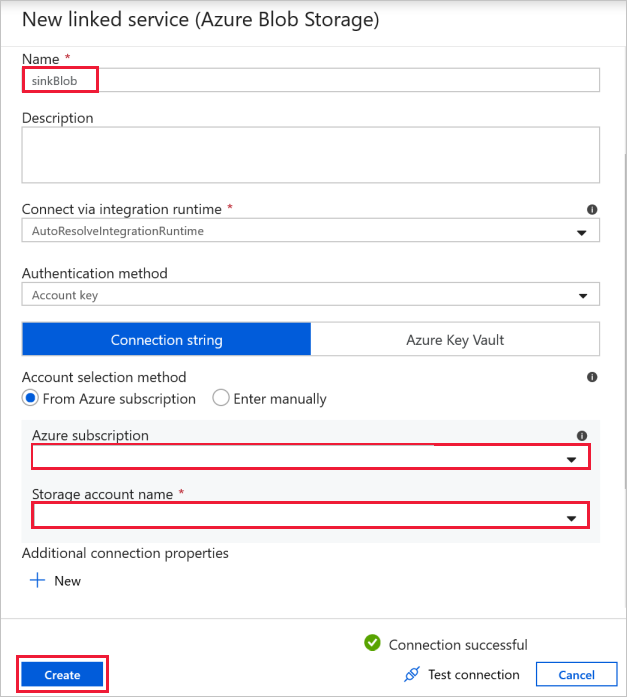 New linked service (Azure Blob Storage)
Name *
sinkBlob
Description
Connect via integration runtime *
AutoResolveIntegrationRuntime
Authentication method
Account key
Connection string Azure Key Vault
Account selection method
From Azure subscription Enter manually
Azure subscription
Storage account name *
Additional connection properties
New
Connection successful
Create Test connection Cancel